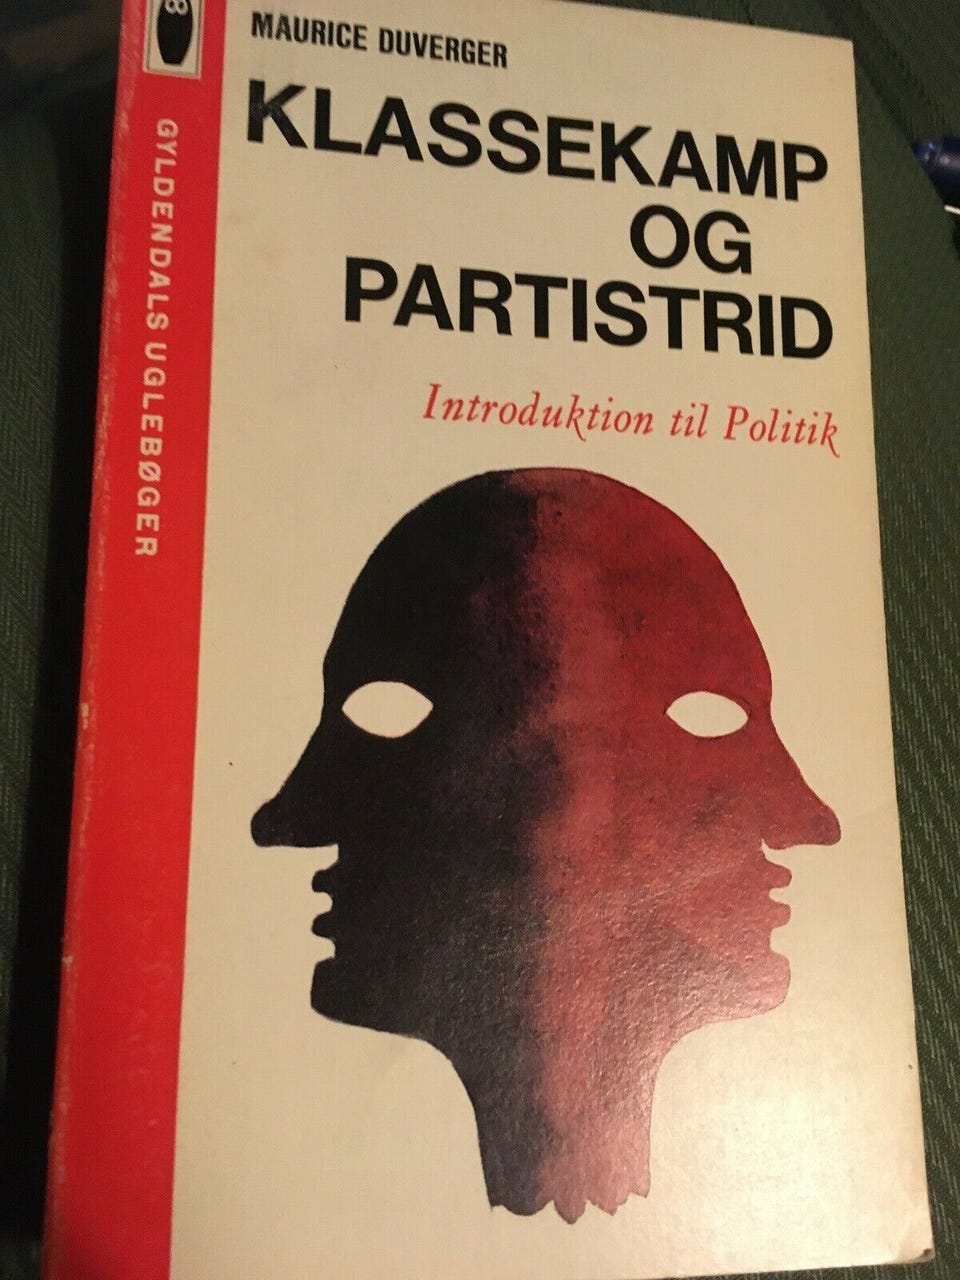 MAURICE DUVERGER
KLASSEKAMP
OG
PARTISTRID
Introduktion til Politik
GYLDENDALS UGLEBØGER